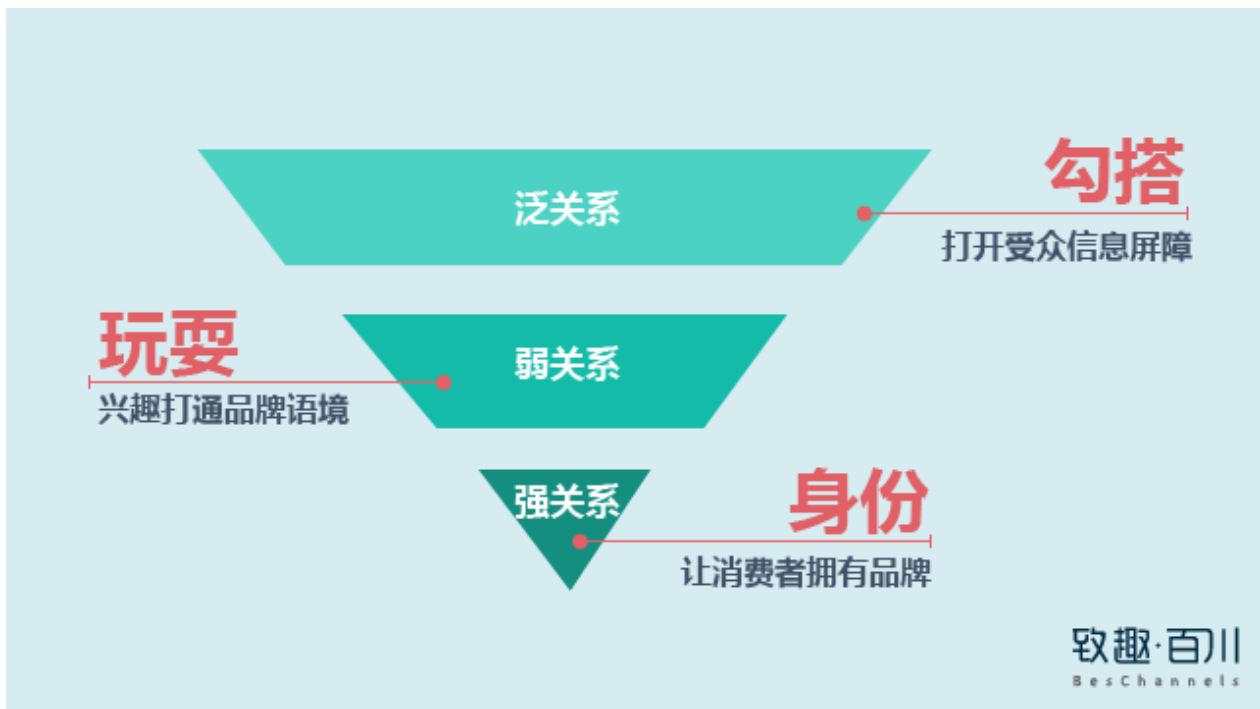 泛关系
勾搭
打开受众信息屏障
玩耍
兴趣打通品牌语境
弱关系
强关系
身份
让消费者拥有品牌
致趣·百川
BesChannels